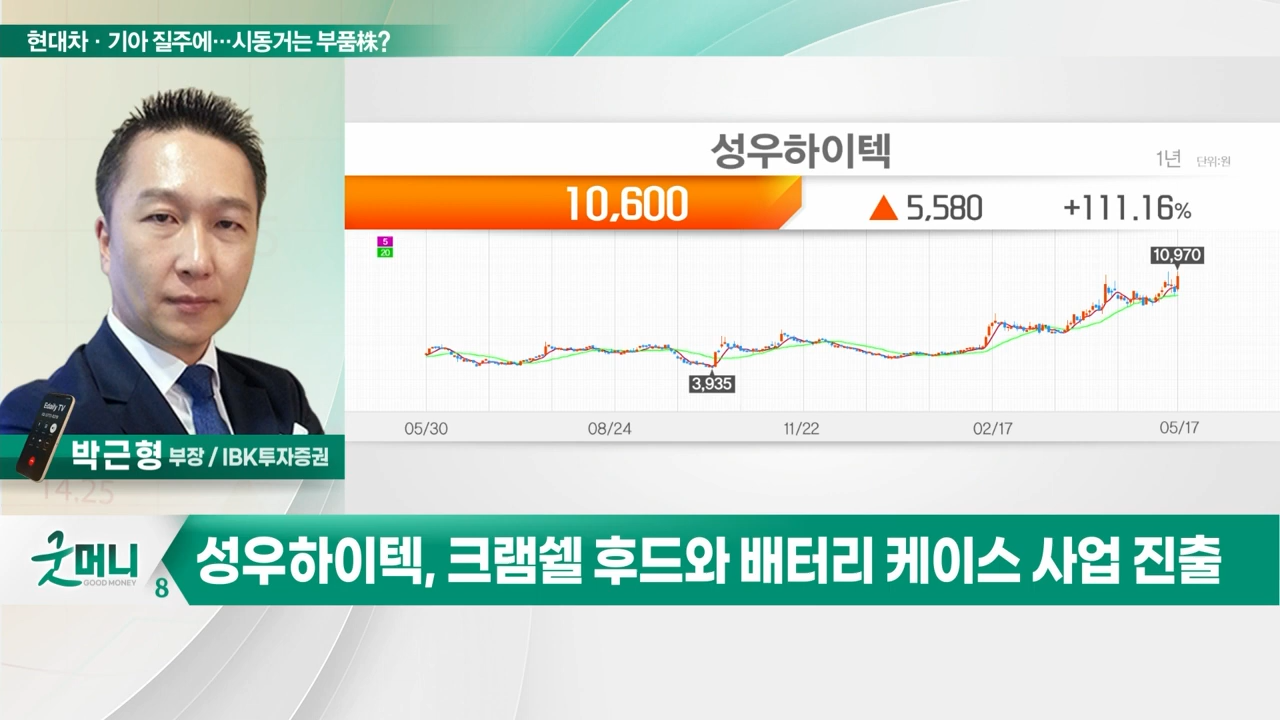 현대차·기아 질주에…시동거는 부품株?
성우하이텍
1년 단위:원
10,600 ▲ 5,580 +111.16%
5
20
10,970
3,935
05/30 08/24 11/22 02/17 05/17
Edaily TV
박근형 부장 / IBK투자증권
14.25
굿머니
GOOD MONEY
8
성우하이텍, 크램쉘 후드와 배터리 케이스 사업 진출